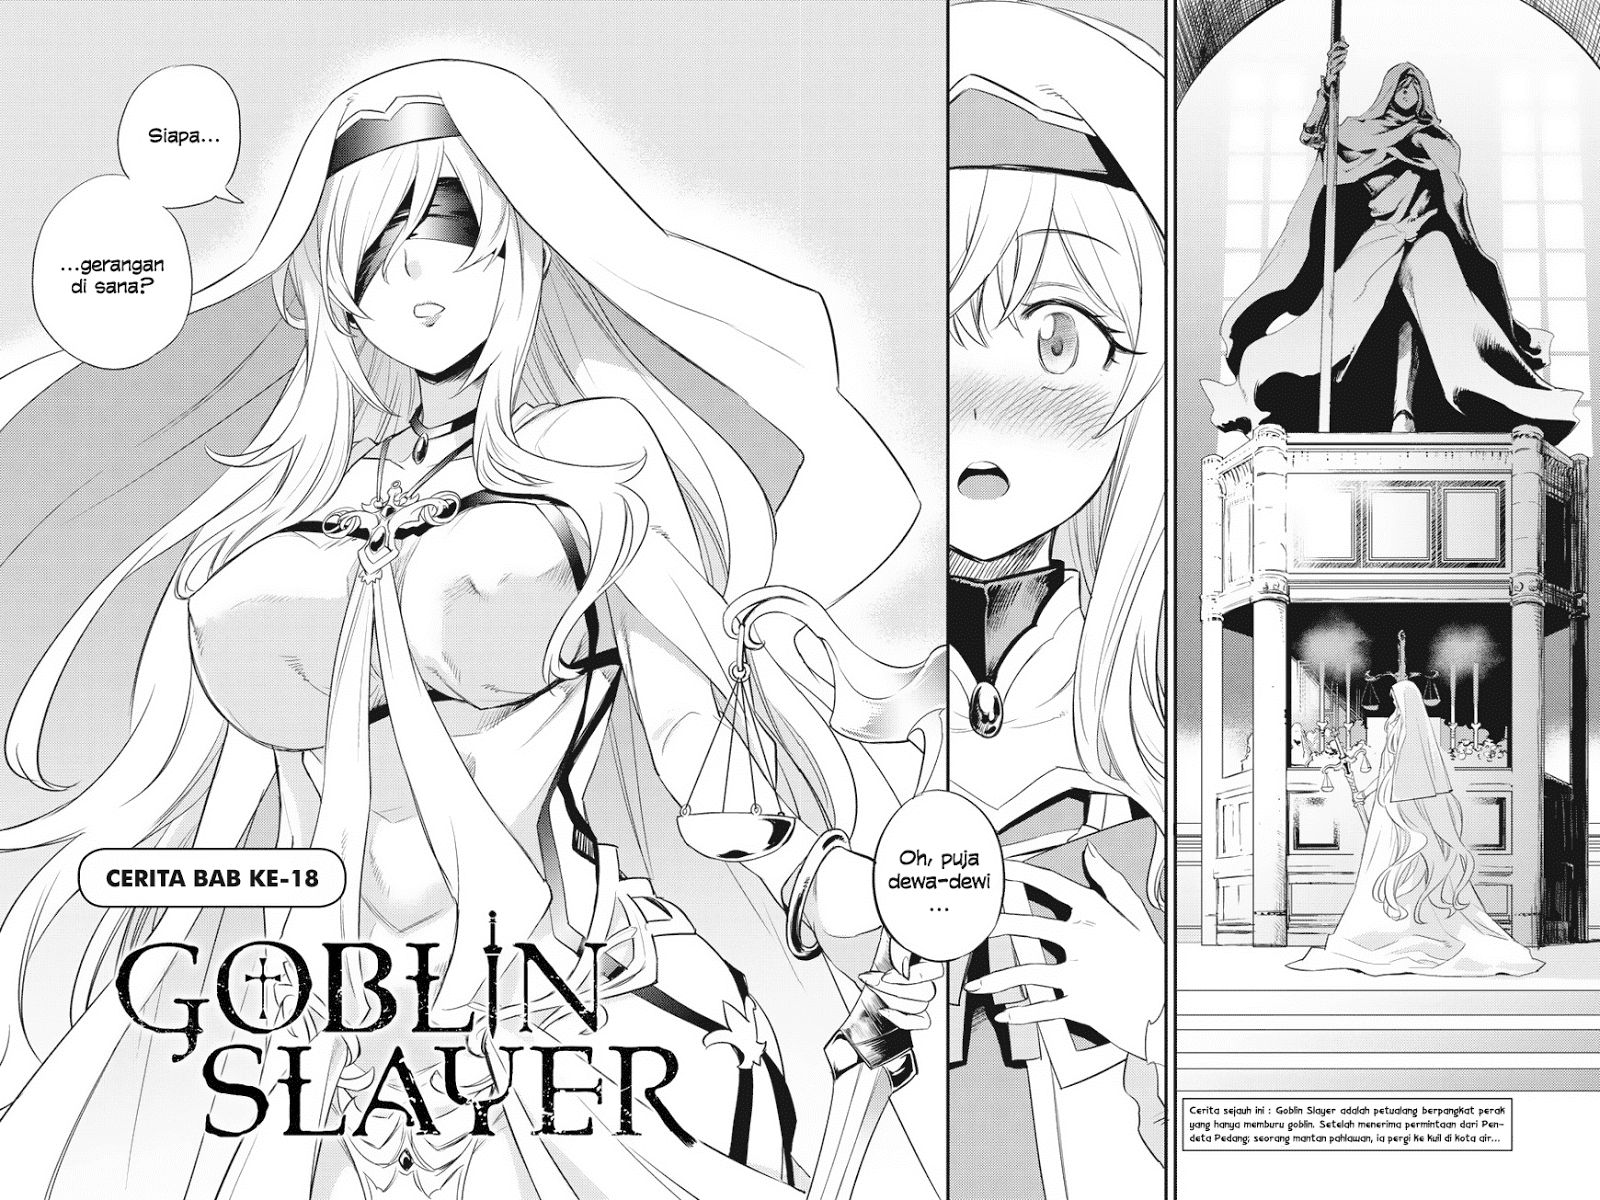 Oh, puja
dewa-dewi
...
Siapa...
...gerangan
di sana?
CERITA BAB KE-18
GOBLIN
SLAYER
Cerita sejauh ini : Goblin Slayer adalah petualang berpangkat perak
yang hanya memburu goblin. Setelah menerima permintaan dari Pen-
deta Pedang; seorang mantan pahlawan, ia pergi ke kuil di kota air...